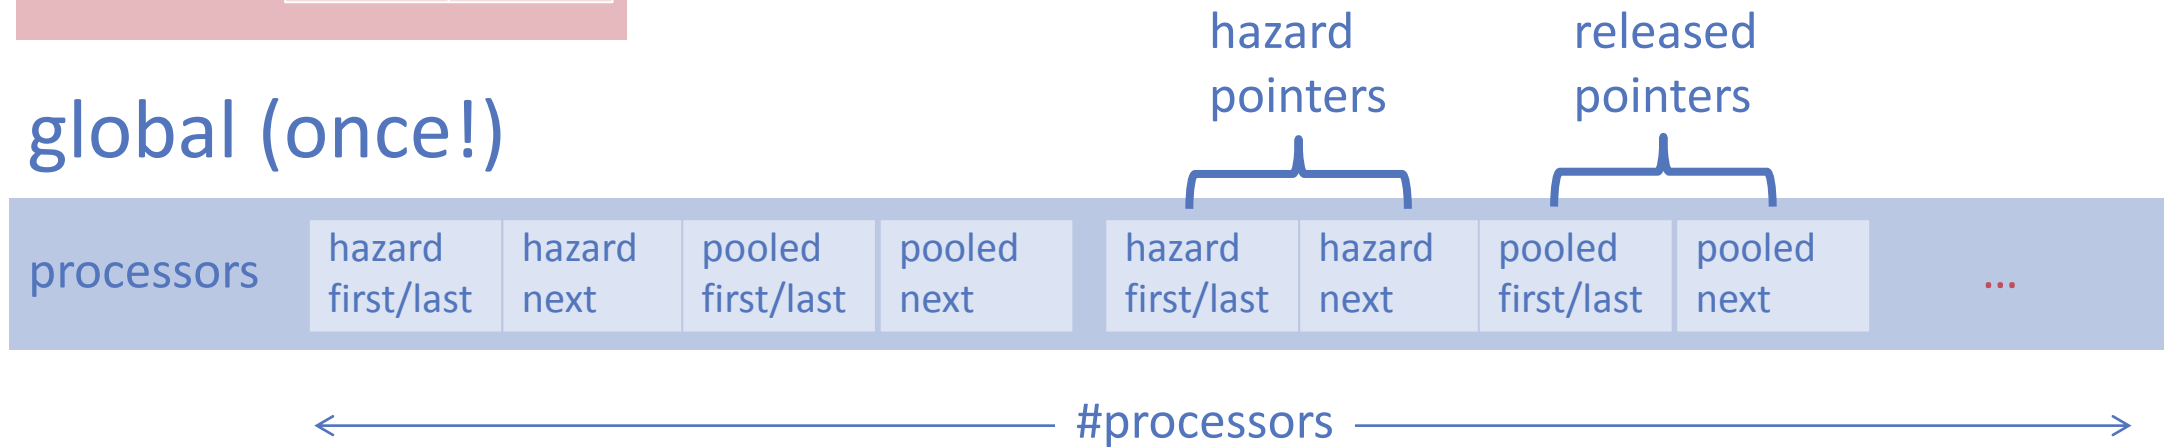 hazard
pointers
released
pointers
global (once!)
processors
hazard
first/last
hazard
next
pooled
first/last
pooled
next
hazard
first/last
hazard
next
pooled
first/last
pooled
next
...
#processors